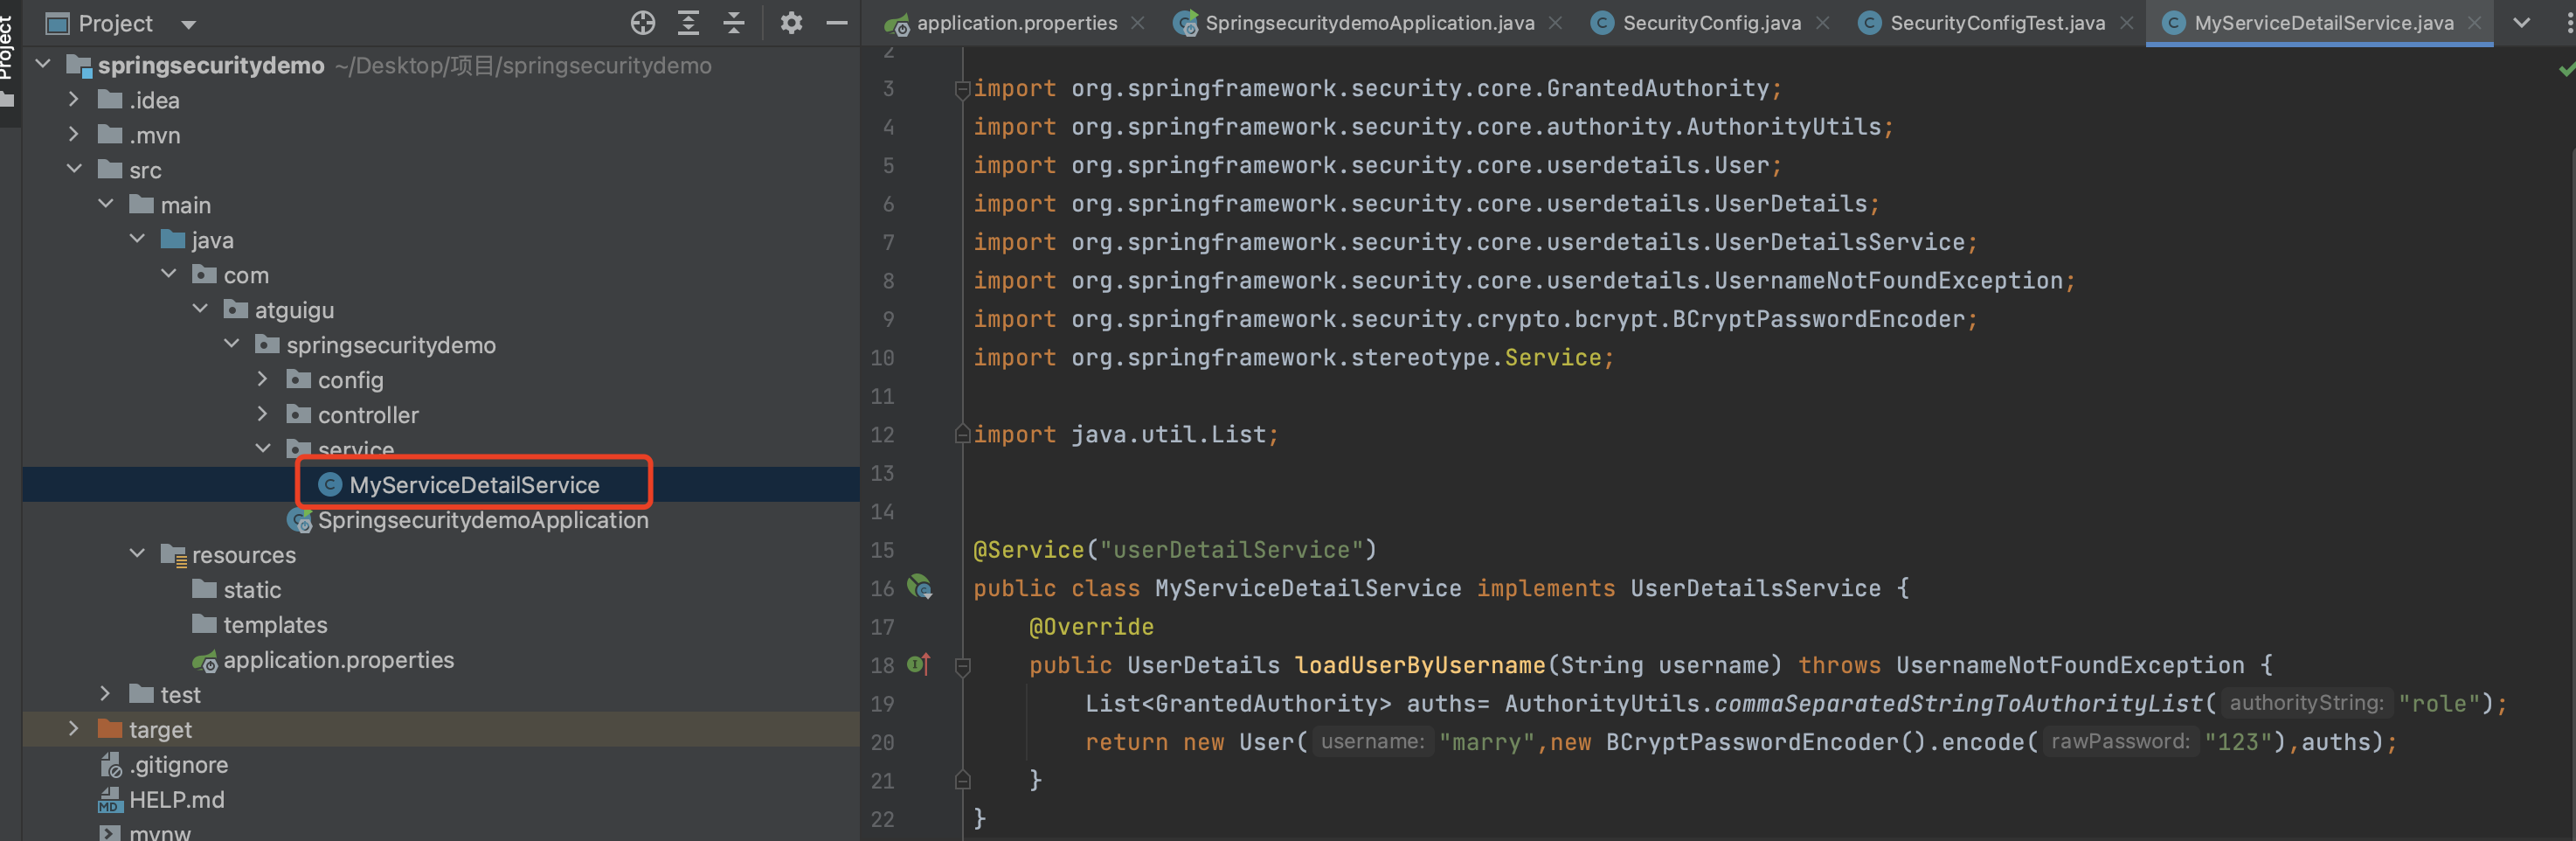 Project
Project
springsecuritydemo ~/Desktop/项目/springsecuritydemo
.idea
.mvn
src
main
java
com
atguigu
springsecuritydemo
config
controller
service
MyServiceDetailService
SpringsecuritydemoApplication
resources
static
templates
application.properties
test
target
.gitignore
HELP.md
mvnw
application.properties SpringsecuritydemoApplication.java SecurityConfig.java SecurityConfigTest.java MyServiceDetailService.java
2
3 import org.springframework.security.core.GrantedAuthority;
4 import org.springframework.security.core.authority.AuthorityUtils;
5 import org.springframework.security.core.userdetails.User;
6 import org.springframework.security.core.userdetails.UserDetails;
7 import org.springframework.security.core.userdetails.UserDetailsService;
8 import org.springframework.security.core.userdetails.UsernameNotFoundException;
9 import org.springframework.security.crypto.bcrypt.BCryptPasswordEncoder;
10 import org.springframework.stereotype.Service;
11
12 import java.util.List;
13
14
15 @Service("userDetailService")
16 public class MyServiceDetailService implements UserDetailsService {
17 @Override
18 public UserDetails loadUserByUsername(String username) throws UsernameNotFoundException {
19 List<GrantedAuthority> auths= AuthorityUtils.commaSeparatedStringToAuthorityList( authorityString: "role");
20 return new User( username: "marry",new BCryptPasswordEncoder().encode( rawPassword: "123"),auths);
21 }
22 }